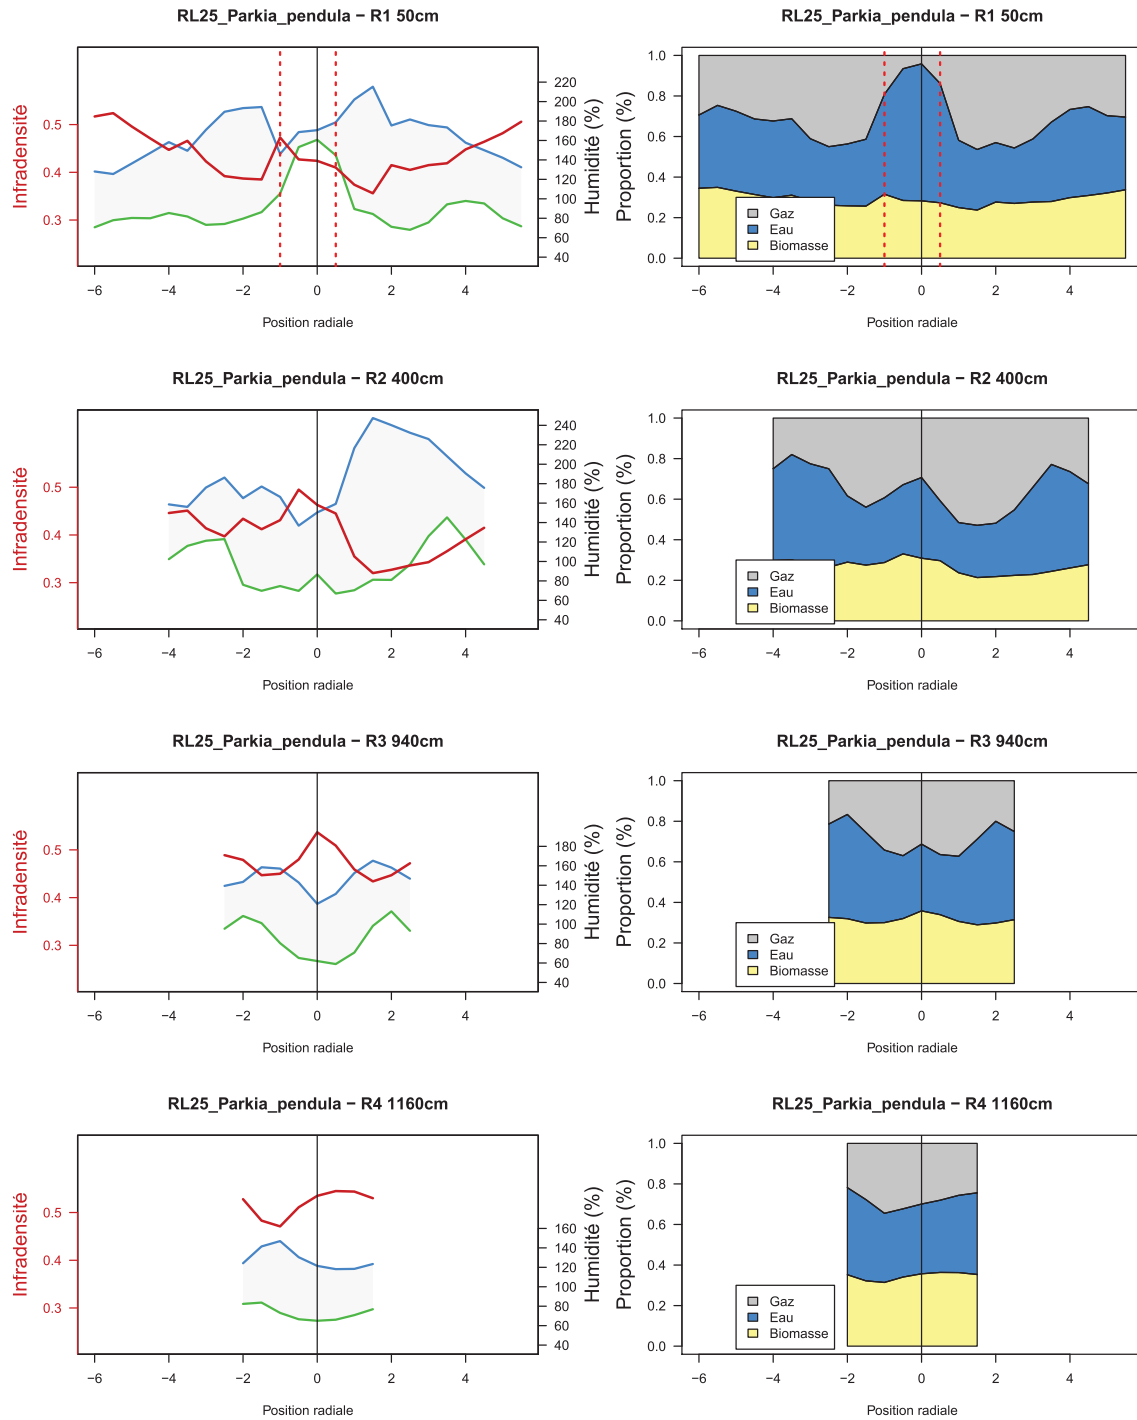 RL25_Parkia_pendula − R1 50cm
Infradensité
0.5
0.4
0.3
220
200
180
160
140
120
100
80
60
40
Humidité (%)
−6 −4 −2 0 2 4
Position radiale
RL25_Parkia_pendula − R1 50cm
Proportion (%)
1.0
0.8
0.6
0.4
0.2
0.0
Gaz
Eau
Biomasse
−6 −4 −2 0 2 4
Position radiale
RL25_Parkia_pendula − R2 400cm
Infradensité
0.5
0.4
0.3
240
220
200
180
160
140
120
100
80
60
40
Humidité (%)
−6 −4 −2 0 2 4
Position radiale
RL25_Parkia_pendula − R2 400cm
Proportion (%)
1.0
0.8
0.6
0.4
0.2
0.0
Gaz
Eau
Biomasse
−6 −4 −2 0 2 4
Position radiale
RL25_Parkia_pendula − R3 940cm
Infradensité
0.5
0.4
0.3
180
160
140
120
100
80
60
40
Humidité (%)
−6 −4 −2 0 2 4
Position radiale
RL25_Parkia_pendula − R3 940cm
Proportion (%)
1.0
0.8
0.6
0.4
0.2
0.0
Gaz
Eau
Biomasse
−6 −4 −2 0 2 4
Position radiale
RL25_Parkia_pendula − R4 1160cm
Infradensité
0.5
0.4
0.3
160
140
120
100
80
60
40
Humidité (%)
−6 −4 −2 0 2 4
Position radiale
RL25_Parkia_pendula − R4 1160cm
Proportion (%)
1.0
0.8
0.6
0.4
0.2
0.0
Gaz
Eau
Biomasse
−6 −4 −2 0 2 4
Position radiale